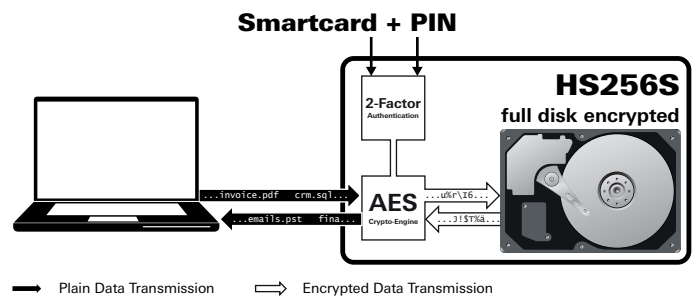 Smartcard + PIN
HS256S
full disk encrypted
2-Factor
Authentication
...invoice.pdf crm.sql...
...emails.pst fina...
AES
Crypto-Engine
...u%r\I6...
...J!$T%ä...
Plain Data Transmission
Encrypted Data Transmission